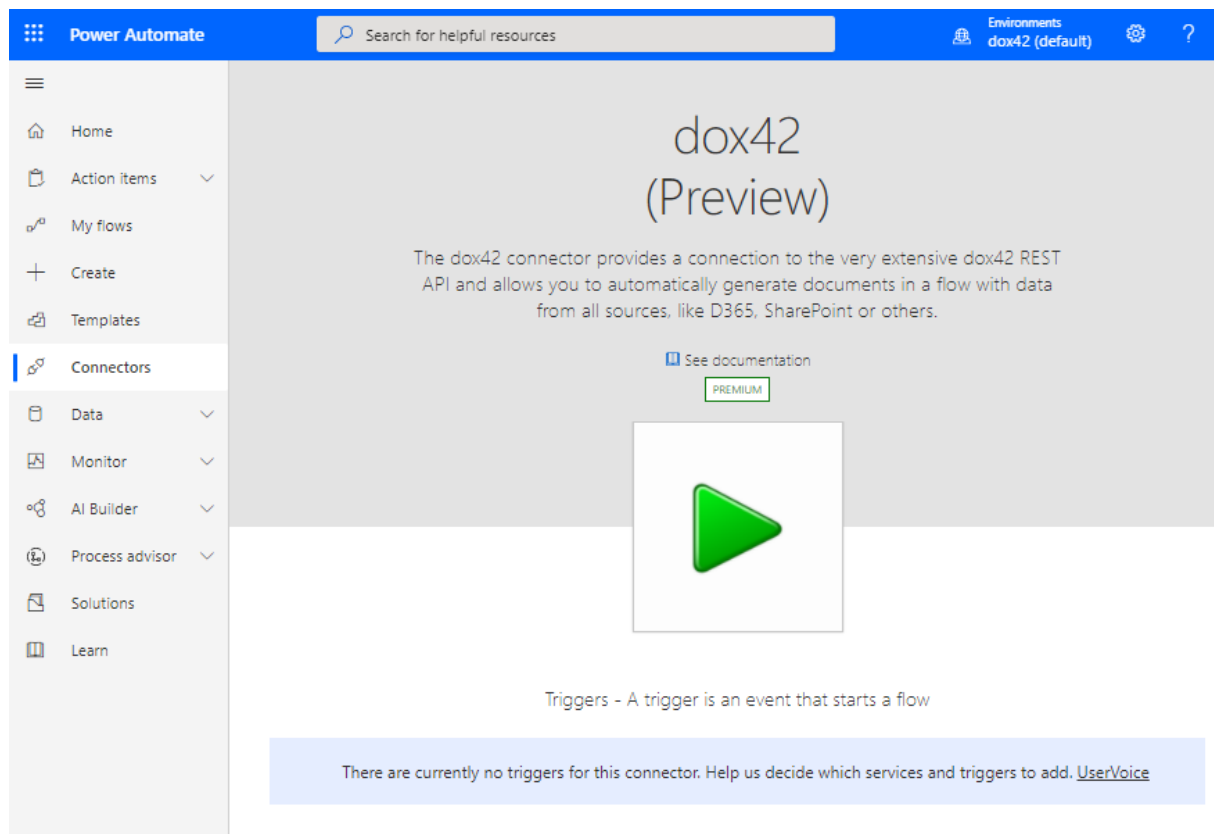 Power Automate
Search for helpful resources
Environments
dox42 (default)
?
Home
Action items
My flows
Create
Templates
Connectors
Data
Monitor
AI Builder
Process advisor
Solutions
Learn
dox42
(Preview)
The dox42 connector provides a connection to the very extensive dox42 REST
API and allows you to automatically generate documents in a flow with data
from all sources, like D365, SharePoint or others.
See documentation
PREMIUM
Triggers - A trigger is an event that starts a flow
There are currently no triggers for this connector. Help us decide which services and triggers to add. UserVoice